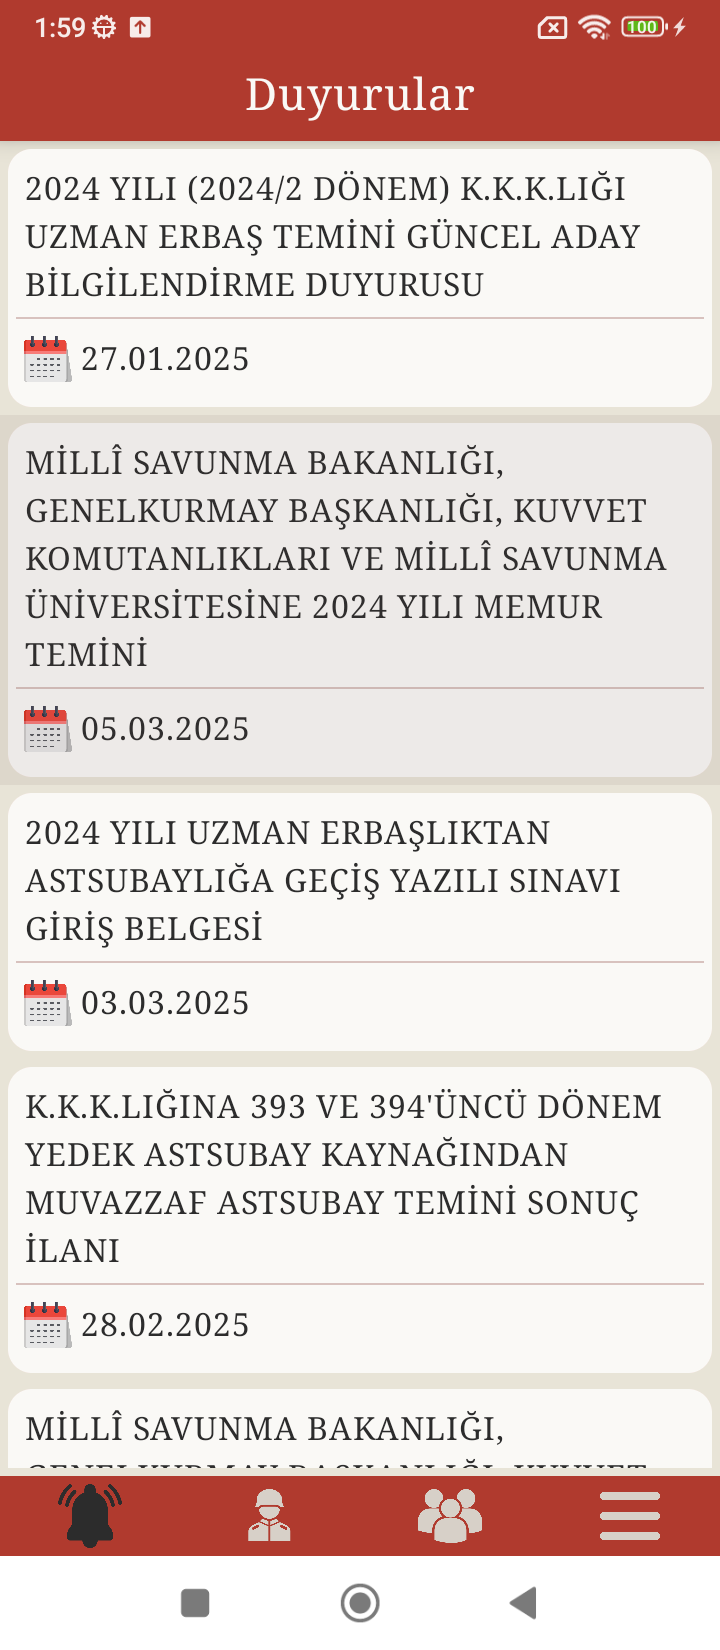 1:59
100
Duyurular
2024 YILI (2024/2 DÖNEM) K.K.K.LIĞI
UZMAN ERBAŞ TEMİNİ GÜNCEL ADAY
BİLGİLENDİRME DUYURUSU
27.01.2025
MİLLÎ SAVUNMA BAKANLIĞI,
GENELKURMAY BAŞKANLIĞI, KUVVET
KOMUTANLIKLARI VE MİLLÎ SAVUNMA
ÜNİVERSİTESİNE 2024 YILI MEMUR
TEMİNİ
05.03.2025
2024 YILI UZMAN ERBAŞLIKTAN
ASTSUBAYLIĞA GEÇİŞ YAZILI SINAVI
GİRİŞ BELGESİ
03.03.2025
K.K.K.LIĞINA 393 VE 394'ÜNCÜ DÖNEM
YEDEK ASTSUBAY KAYNAĞINDAN
MUVAZZAF ASTSUBAY TEMİNİ SONUÇ
İLANI
28.02.2025
MİLLÎ SAVUNMA BAKANLIĞI,